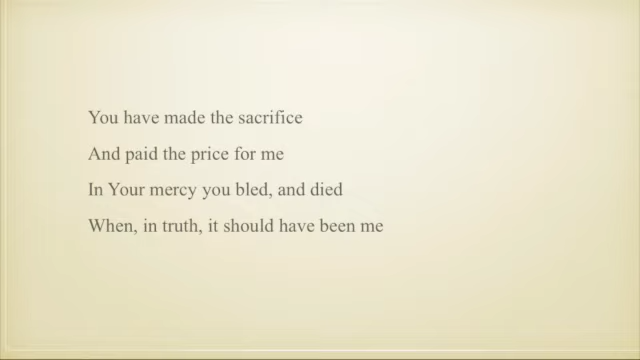 You have made the sacrifice
And paid the price for me
In Your mercy you bled, and died
When, in truth, it should have been me